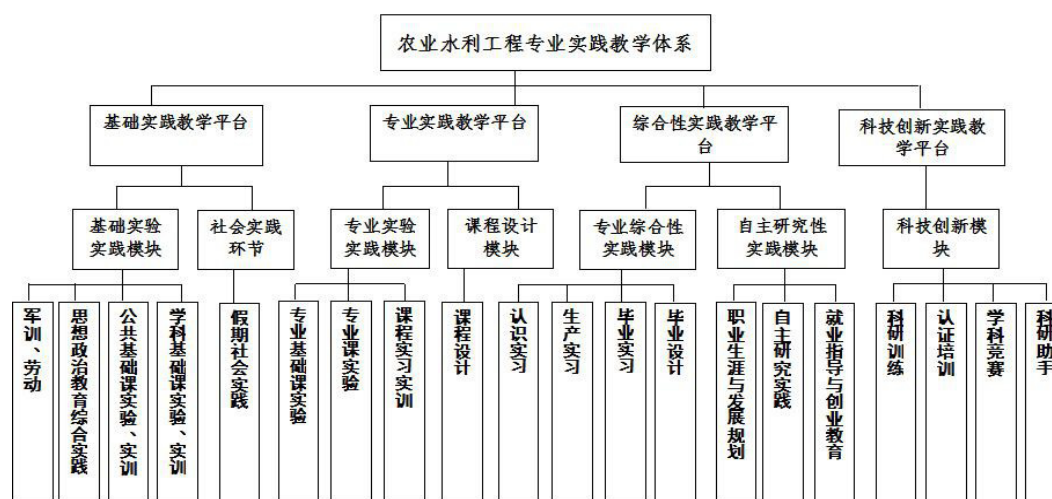 农业水利工程专业实践教学体系
基础实践教学平台
专业实践教学平台
综合性实践教学平
台
科技创新实践教
学平台
基础实验
实践模块
社会实践
环节
专业实验
实践模块
课程设计
模块
专业综合性
实践模块
自主研究性
实践模块
科技创新模
块
军训、劳动
思想政治教育综合实践
公共基础课实验、实训
学科基础课实验、实训
假期社会实践
专业基础课实验
专业课实验
课程实习实训
课程设计
认识实习
生产实习
毕业实习
毕业设计
职业生涯与发展规划
自主研究实践
就业指导与创业教育
科研训练
认证培训
学科竞赛
科研助手